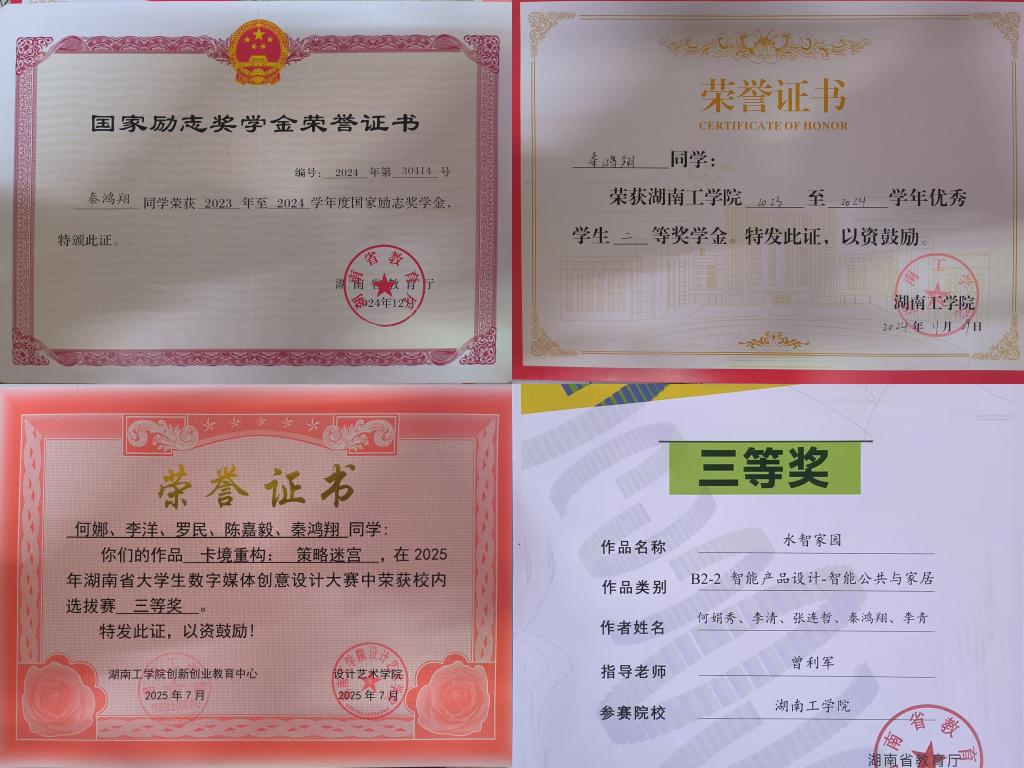 国家励志奖学金荣誉证书
编号：2024 年第 30414 号
秦鸿翔 同学荣获 2023 年至 2024 学年度国家励志奖学金，
特颁此证。
湖南省教育厅
2024年12月
荣誉证书
CERTIFICATE OF HONOR
秦鸿翔 同学：
荣获湖南工学院 2023 至 2024 学年优秀
学生 二 等奖学金。特发此证，以资鼓励。
湖南工学院
2024 年 11 月 29 日
荣誉证书
何娜、李洋、罗民、陈嘉毅、秦鸿翔 同学：
你们的作品 卡境重构： 策略迷宫 ，在 2025
年湖南省大学生数字媒体创意设计大赛中荣获校内
选拔赛 三等奖 。
特发此证，以资鼓励！
湖南工学院创新创业教育中心
2025 年 7 月
设计艺术学院
2025 年 7 月
三等奖
作品名称 水智家园
作品类别 B2-2 智能产品设计-智能公共与家居
作者姓名 何娟秀、李清、张连哲、秦鸿翔、李青
指导老师 曾利军
参赛院校 湖南工学院
湖南省教育厅